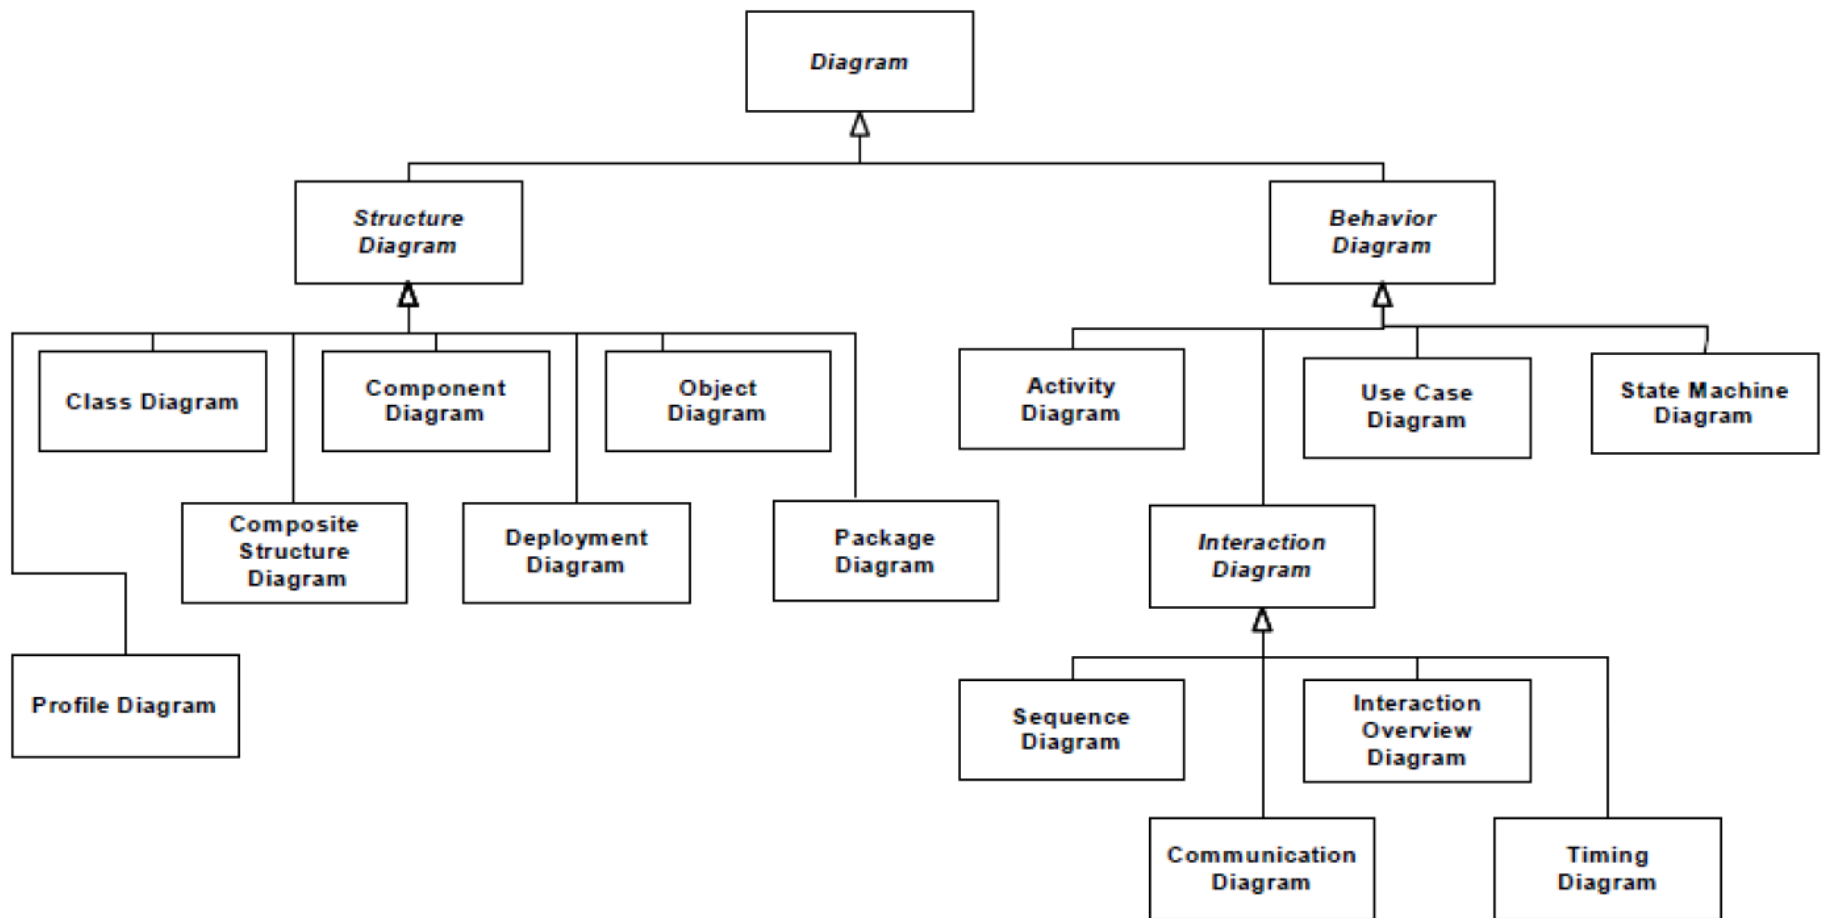 Diagram
Structure
Diagram
Behavior
Diagram
Class Diagram
Component
Diagram
Object
Diagram
Activity
Diagram
Use Case
Diagram
State Machine
Diagram
Composite
Structure
Diagram
Deployment
Diagram
Package
Diagram
Interaction
Diagram
Profile Diagram
Sequence
Diagram
Interaction
Overview
Diagram
Communication
Diagram
Timing
Diagram